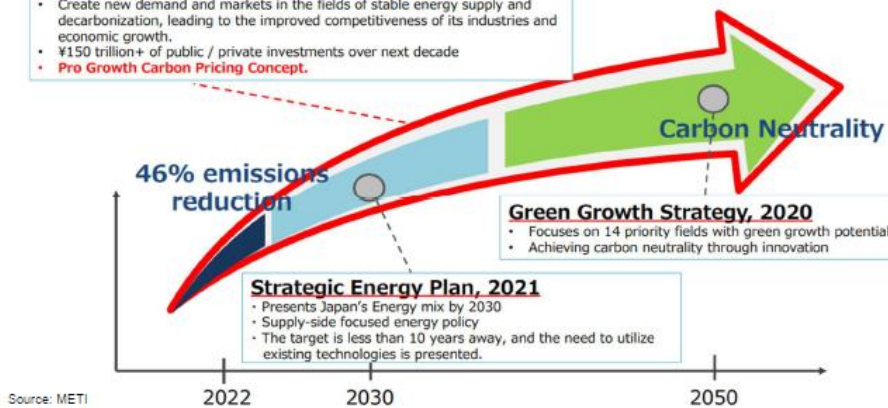 • Create new demand and markets in the fields of stable energy supply and
decarbonization, leading to the improved competitiveness of its industries and
economic growth.
• ¥150 trillion+ of public / private investments over next decade
• Pro Growth Carbon Pricing Concept.
Carbon Neutrality
46% emissions
reduction
Green Growth Strategy, 2020
• Focuses on 14 priority fields with green growth potential
• Achieving carbon neutrality through innovation
Strategic Energy Plan, 2021
· Presents Japan's Energy mix by 2030
· Supply-side focused energy policy
· The target is less than 10 years away, and the need to utilize
existing technologies is presented.
Source: METI
2022
2030
2050